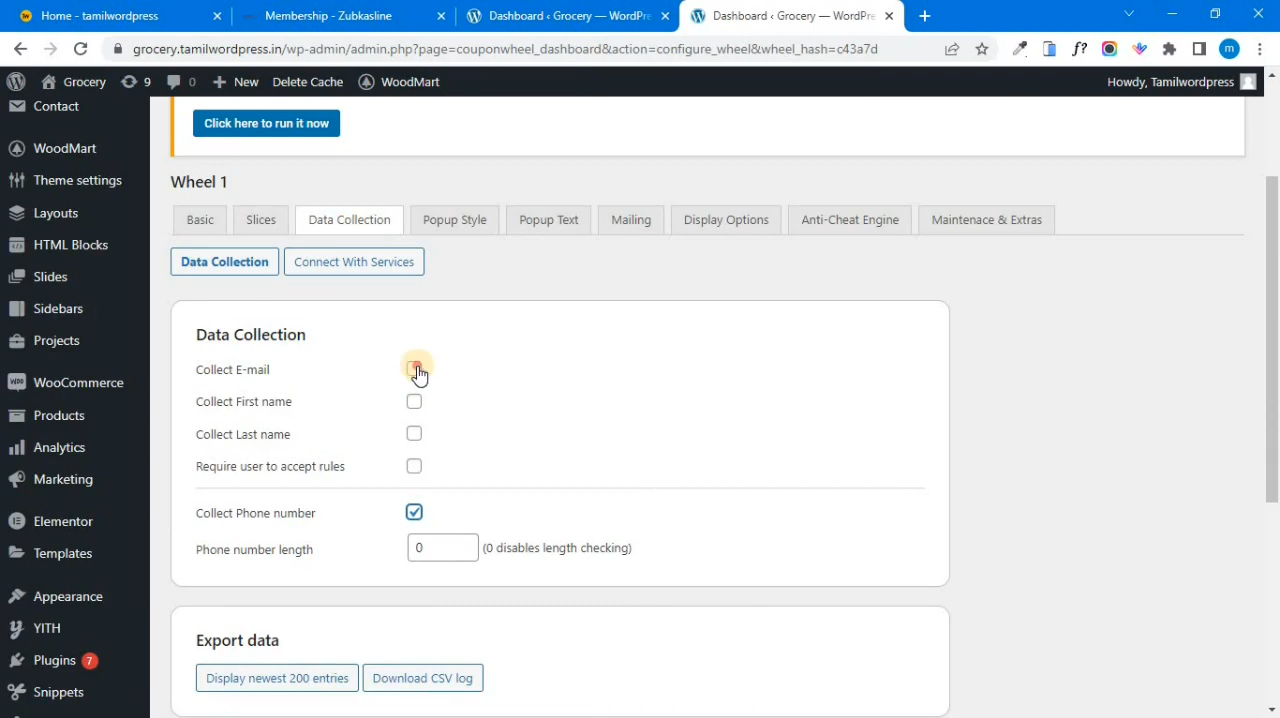 Home - tamilwordpress
Membership - Zubkasline
Dashboard ‹ Grocery — WordPre
Dashboard ‹ Grocery — WordPre
grocery.tamilwordpress.in/wp-admin/admin.php?page=couponwheel_dashboard&action=configure_wheel&wheel_hash=c43a7d
f?
m
Grocery
9
0
New
Delete Cache
WoodMart
Howdy, Tamilwordpress
Contact
WoodMart
Theme settings
Layouts
HTML Blocks
Slides
Sidebars
Projects
WooCommerce
Products
Analytics
Marketing
Elementor
Templates
Appearance
YITH
Plugins 7
Snippets
Click here to run it now
Wheel 1
Basic
Slices
Data Collection
Popup Style
Popup Text
Mailing
Display Options
Anti-Cheat Engine
Maintenace & Extras
Data Collection
Connect With Services
Data Collection
Collect E-mail
Collect First name
Collect Last name
Require user to accept rules
Collect Phone number
Phone number length
0
(0 disables length checking)
Export data
Display newest 200 entries
Download CSV log